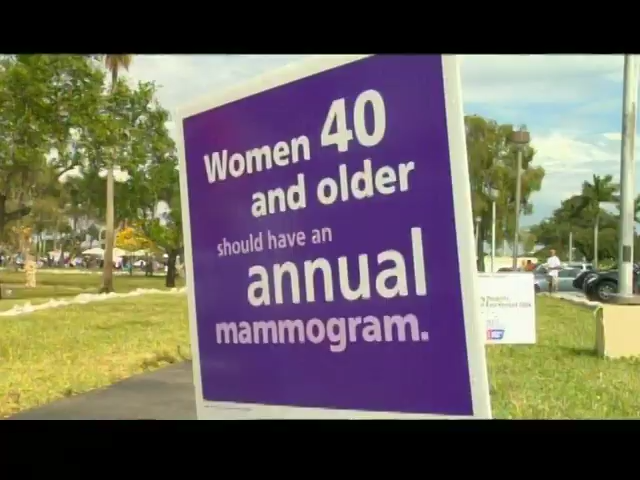 Women 40
and older
should have an
annual
mammogram.